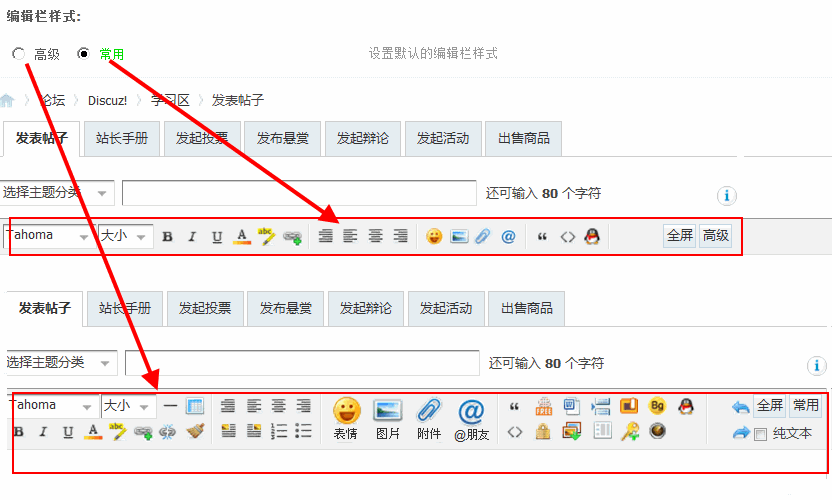 编辑栏样式:
高级 常用 设置默认的编辑栏样式
论坛 Discuz! 学习区 发表帖子
发表帖子 站长手册 发起投票 发布悬赏 发起辩论 发起活动 出售商品
选择主题分类 还可输入 80 个字符
Tahoma 大小 B I U A abc @ “ <> 全屏 高级
发表帖子 站长手册 发起投票 发布悬赏 发起辩论 发起活动 出售商品
选择主题分类 还可输入 80 个字符
Tahoma 大小 “ Bg 全屏 常用
B I U A abc 表情 图片 附件 @朋友 <> 纯文本